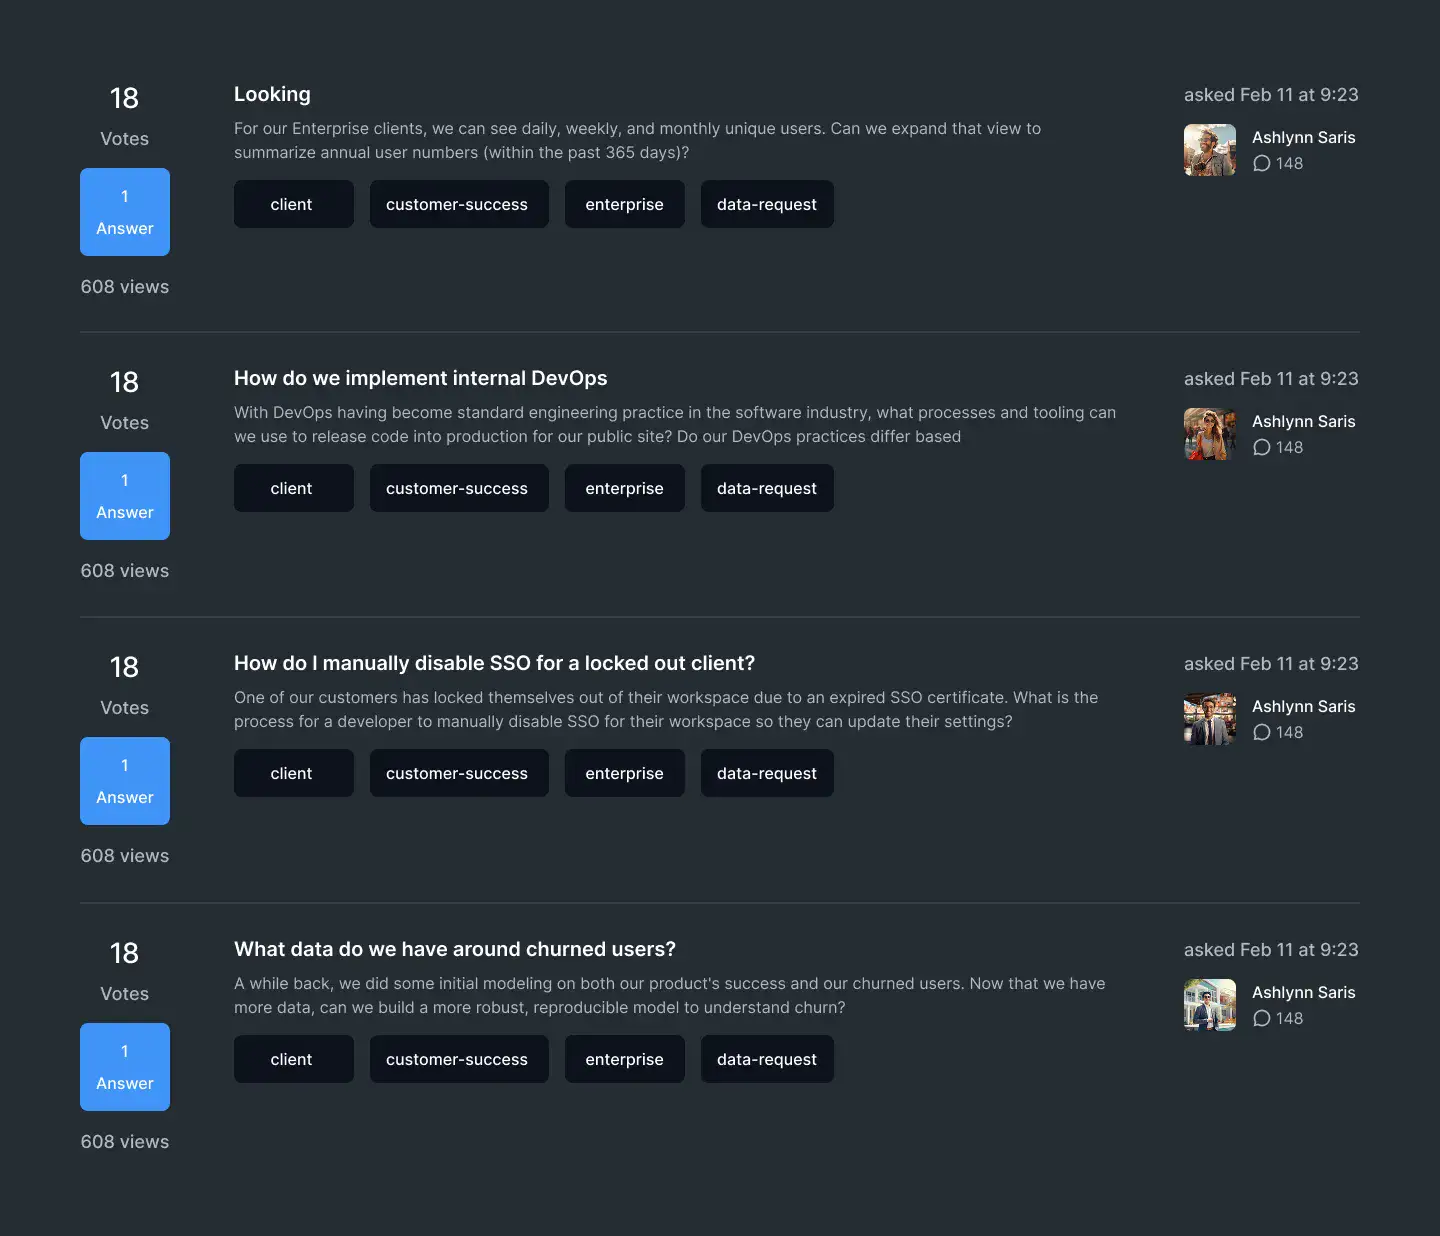 18
Votes
1
Answer
608 views
Looking
For our Enterprise clients, we can see daily, weekly, and monthly unique users. Can we expand that view to
summarize annual user numbers (within the past 365 days)?
client customer-success enterprise data-request
asked Feb 11 at 9:23
Ashlynn Saris
148
18
Votes
1
Answer
608 views
How do we implement internal DevOps
With DevOps having become standard engineering practice in the software industry, what processes and tooling can
we use to release code into production for our public site? Do our DevOps practices differ based
client customer-success enterprise data-request
asked Feb 11 at 9:23
Ashlynn Saris
148
18
Votes
1
Answer
608 views
How do I manually disable SSO for a locked out client?
One of our customers has locked themselves out of their workspace due to an expired SSO certificate. What is the
process for a developer to manually disable SSO for their workspace so they can update their settings?
client customer-success enterprise data-request
asked Feb 11 at 9:23
Ashlynn Saris
148
18
Votes
1
Answer
608 views
What data do we have around churned users?
A while back, we did some initial modeling on both our product's success and our churned users. Now that we have
more data, can we build a more robust, reproducible model to understand churn?
client customer-success enterprise data-request
asked Feb 11 at 9:23
Ashlynn Saris
148